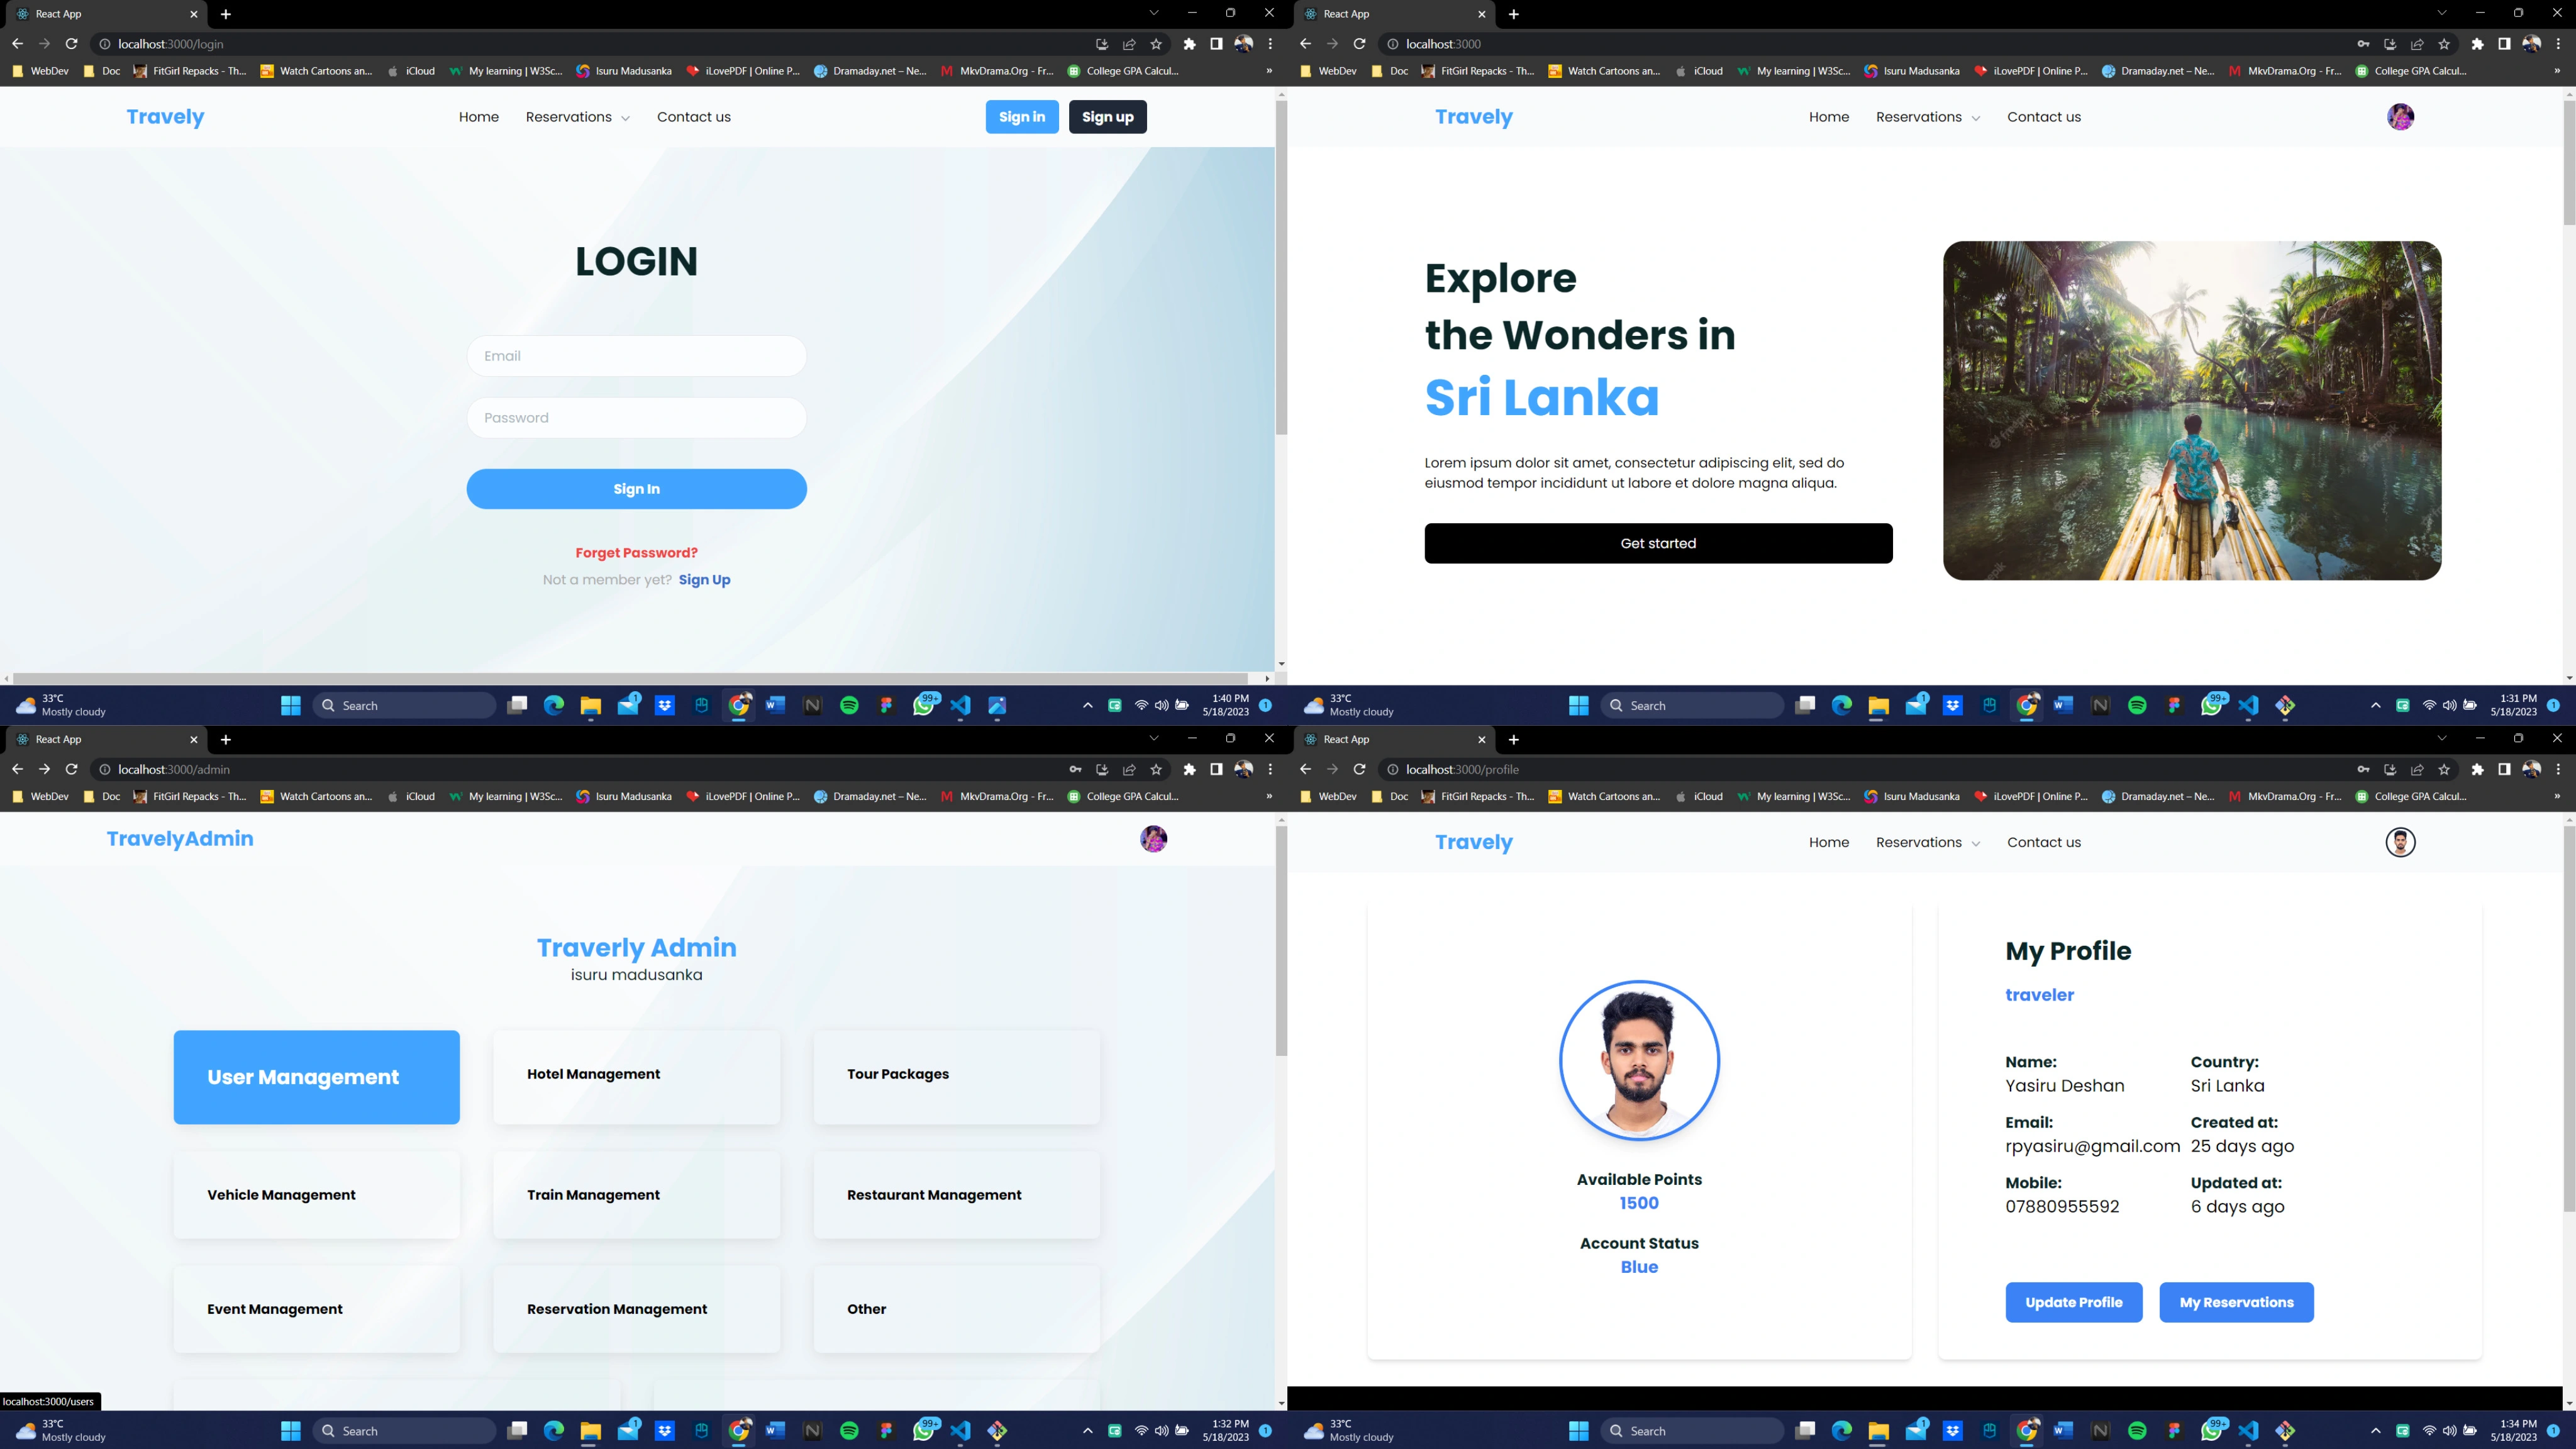 React App
localhost:3000/login
WebDev Doc FitGirl Repacks - Th... Watch Cartoons an... iCloud My learning | W3Sc... Isuru Madusanka iLovePDF | Online P... Dramaday.net – Ne... MkvDrama.Org - Fr... College GPA Calcul... »
Travely Home Reservations Contact us Sign in Sign up
LOGIN
Email
Password
Sign In
Forget Password?
Not a member yet? Sign Up
33°C
Mostly cloudy
Search
1
99+
1:40 PM
5/18/2023
1
React App
localhost:3000
WebDev Doc FitGirl Repacks - Th... Watch Cartoons an... iCloud My learning | W3Sc... Isuru Madusanka iLovePDF | Online P... Dramaday.net – Ne... MkvDrama.Org - Fr... College GPA Calcul... »
Travely Home Reservations Contact us
Explore
the Wonders in
Sri Lanka
Lorem ipsum dolor sit amet, consectetur adipiscing elit, sed do
eiusmod tempor incididunt ut labore et dolore magna aliqua.
Get started
33°C
Mostly cloudy
Search
1
99+
1:31 PM
5/18/2023
1
React App
localhost:3000/admin
WebDev Doc FitGirl Repacks - Th... Watch Cartoons an... iCloud My learning | W3Sc... Isuru Madusanka iLovePDF | Online P... Dramaday.net – Ne... MkvDrama.Org - Fr... College GPA Calcul... »
TravelyAdmin
Traverly Admin
isuru madusanka
User Management Hotel Management Tour Packages
Vehicle Management Train Management Restaurant Management
Event Management Reservation Management Other
localhost:3000/users
33°C
Mostly cloudy
Search
1
99+
1:32 PM
5/18/2023
1
React App
localhost:3000/profile
WebDev Doc FitGirl Repacks - Th... Watch Cartoons an... iCloud My learning | W3Sc... Isuru Madusanka iLovePDF | Online P... Dramaday.net – Ne... MkvDrama.Org - Fr... College GPA Calcul... »
Travely Home Reservations Contact us
Available Points
1500
Account Status
Blue
My Profile
traveler
Name: Country:
Yasiru Deshan Sri Lanka
Email: Created at:
rpyasiru@gmail.com 25 days ago
Mobile: Updated at:
07880955592 6 days ago
Update Profile My Reservations
33°C
Mostly cloudy
Search
1
99+
1:34 PM
5/18/2023
1